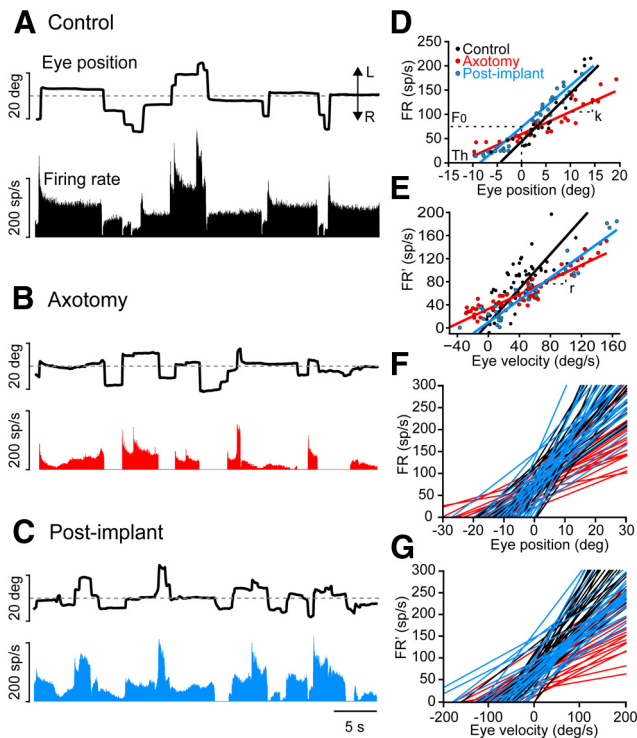 A Control
Eye position
20 deg
L
R
Firing rate
200 sp/s
B Axotomy
20 deg
200 sp/s
C Post-implant
20 deg
200 sp/s
5 s
D
Control
Axotomy
Post-implant
FR (sp/s)
250
200
150
100
50
0
F0
Th
k
-15 -10 -5 0 5 10 15 20
Eye position (deg)
E
FR' (sp/s)
200
160
120
80
40
0
r
-40 0 40 80 120 160
Eye velocity (deg/s)
F
FR (sp/s)
300
250
200
150
100
50
0
-30 -20 -10 0 10 20 30
Eye position (deg)
G
FR' (sp/s)
300
250
200
150
100
50
0
-200 -100 0 100 200
Eye velocity (deg/s)